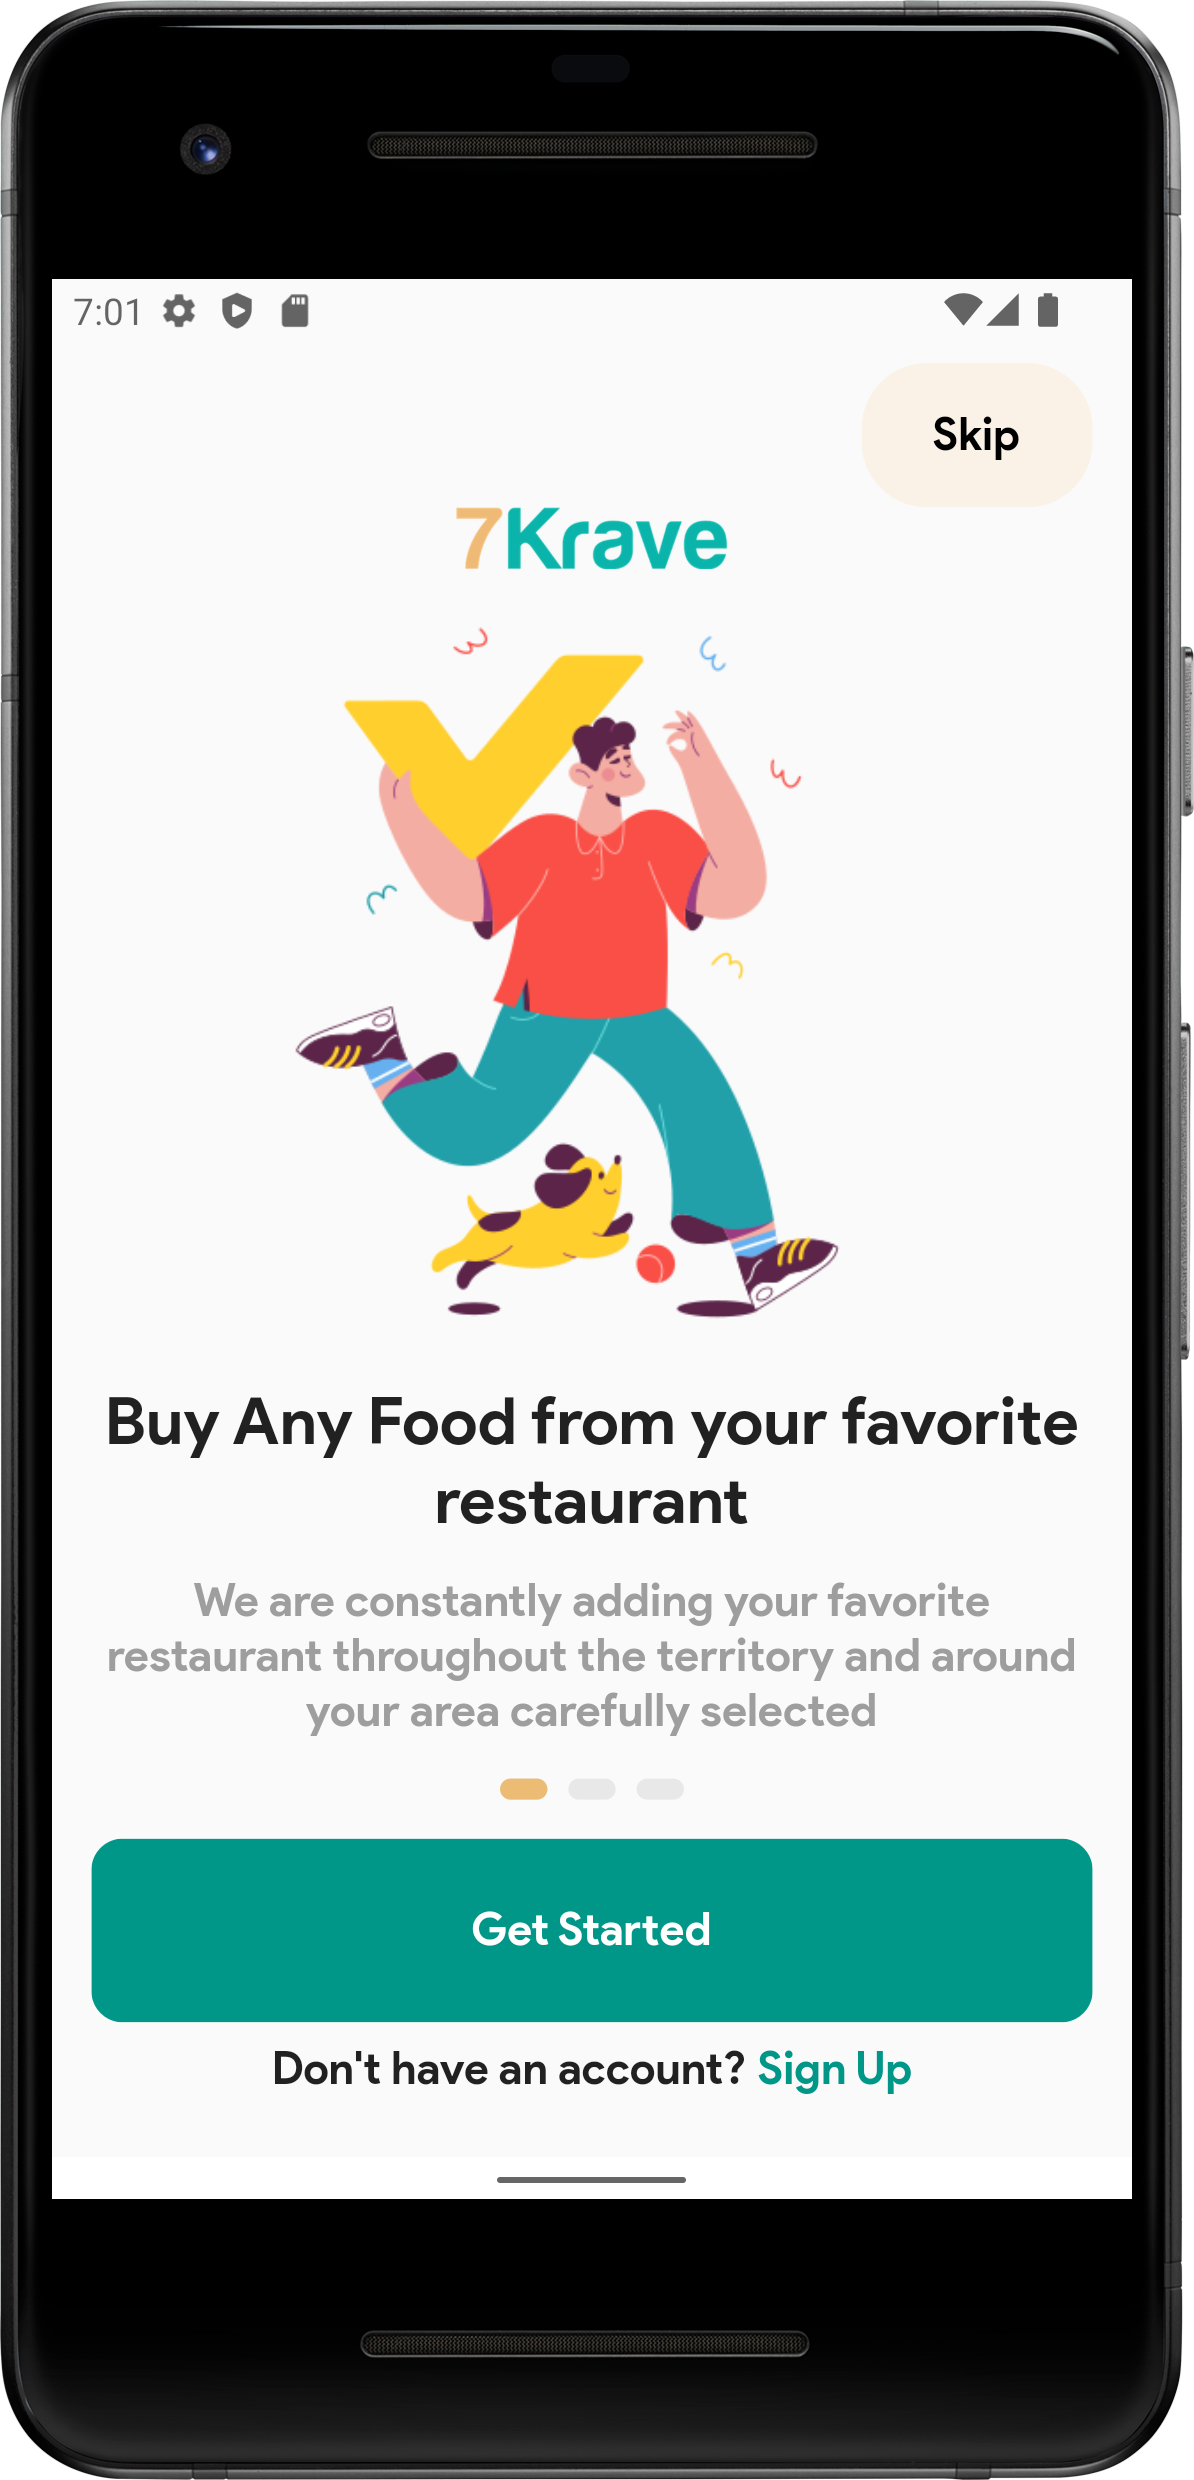 7:01
Skip
7Krave
Buy Any Food from your favorite
restaurant
We are constantly adding your favorite
restaurant throughout the territory and around
your area carefully selected
Get Started
Don't have an account? Sign Up